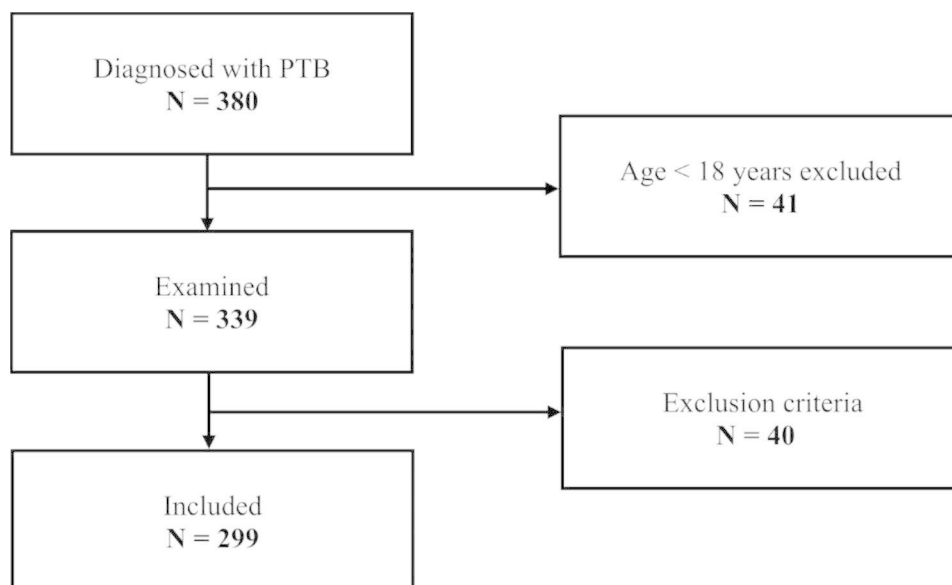 Diagnosed with PTB
N = 380
Age < 18 years excluded
N = 41
Examined
N = 339
Exclusion criteria
N = 40
Included
N = 299